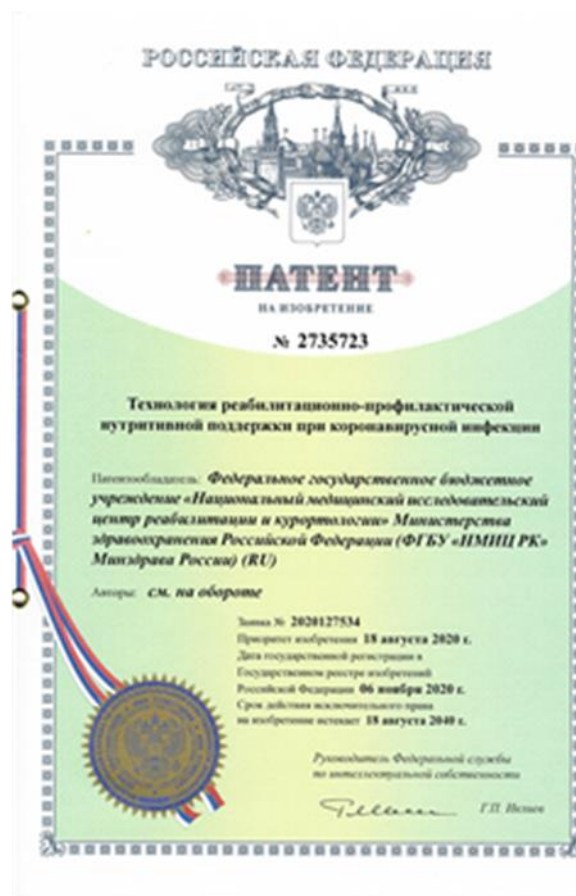 РОССИЙСКАЯ ФЕДЕРАЦИЯ
ПАТЕНТ
НА ИЗОБРЕТЕНИЕ
№ 2735723
Технология реабилитационно-профилактической
нутритивной поддержки при коронавирусной инфекции
Патентообладатель: Федеральное государственное бюджетное
учреждение «Национальный медицинский исследовательский
центр реабилитации и курортологии» Министерства
здравоохранения Российской Федерации (ФГБУ «НМИЦ РК»
Минздрава России) (RU)
Авторы: см. на обороте
Заявка № 2020127534
Приоритет изобретения 18 августа 2020 г.
Дата государственной регистрации в
Государственном реестре изобретений
Российской Федерации 06 ноября 2020 г.
Срок действия исключительного права
на изобретение истекает 18 августа 2040 г.
Руководитель Федеральной службы
по интеллектуальной собственности
Г.П. Ивлиев